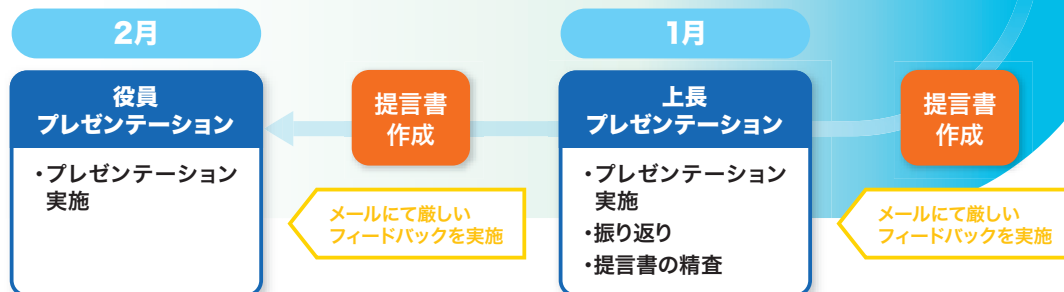 2月
役員
プレゼンテーション
・プレゼンテーション
実施
提言書
作成
メールにて厳しい
フィードバックを実施
1月
上長
プレゼンテーション
・プレゼンテーション
実施
・振り返り
・提言書の精査
提言書
作成
メールにて厳しい
フィードバックを実施